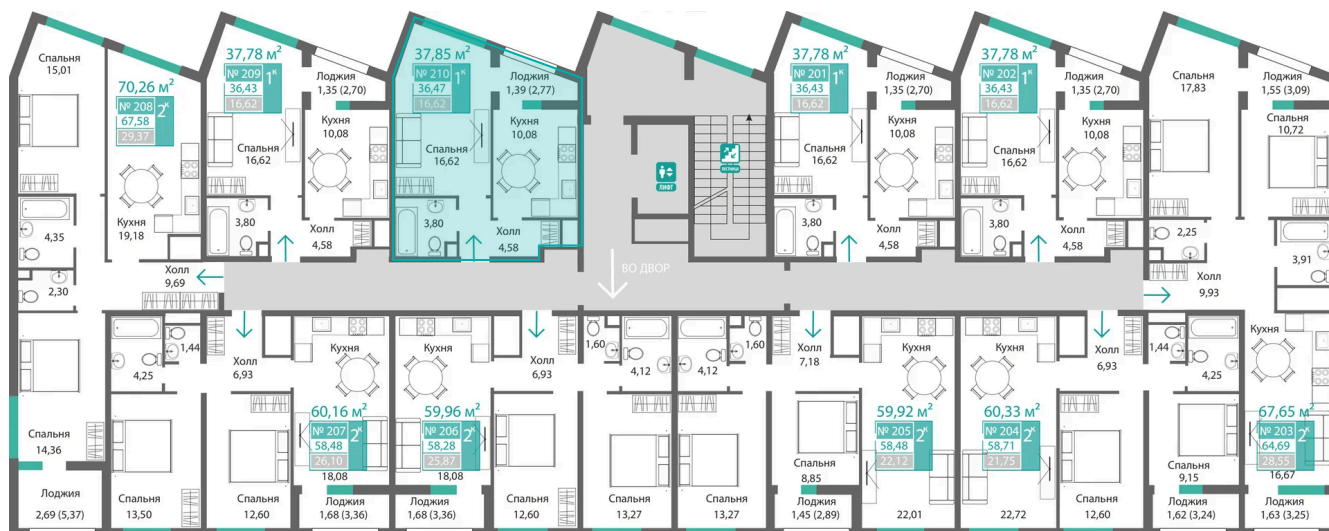 Спальня
15,01
70,26 м²
№ 208
67,58
29,37
2к
Кухня
19,18
4,35
2,30
Холл
9,69
Спальня
14,36
Лоджия
2,69 (5,37)
37,78 м²
№ 209
36,43
16,62
1к
Лоджия
1,35 (2,70)
Кухня
10,08
Спальня
16,62
3,80
Холл
4,58
37,85 м²
№ 210
36,47
16,62
1к
Лоджия
1,39 (2,77)
Кухня
10,08
Спальня
16,62
3,80
Холл
4,58
ЛИФТ
ВО ДВОР
37,78 м²
№ 201
36,43
16,62
1к
Лоджия
1,35 (2,70)
Кухня
10,08
Спальня
16,62
3,80
Холл
4,58
37,78 м²
№ 202
36,43
16,62
1к
Лоджия
1,35 (2,70)
Кухня
10,08
Спальня
16,62
3,80
Холл
4,58
Спальня
17,83
Лоджия
1,55 (3,09)
Спальня
10,72
2,25
3,91
Холл
9,93
1,44
4,25
Холл
6,93
Кухня
60,16 м²
№ 207
58,48
26,10
2к
18,08
Спальня
13,50
Спальня
12,60
Лоджия
1,68 (3,36)
Кухня
Холл
6,93
1,60
4,12
59,96 м²
№ 206
58,28
25,87
2к
18,08
Лоджия
1,68 (3,36)
Спальня
12,60
Спальня
13,27
4,12
1,60
Холл
7,18
Кухня
59,92 м²
№ 205
58,48
22,12
2к
Спальня
13,27
Спальня
8,85
Лоджия
1,45 (2,89)
22,01
Кухня
Холл
6,93
1,44
4,25
60,33 м²
№ 204
58,71
21,75
2к
22,72
Спальня
12,60
Спальня
9,15
Лоджия
1,62 (3,24)
Кухня
67,65 м²
№ 203
64,69
28,55
2к
16,67
Лоджия
1,63 (3,25)